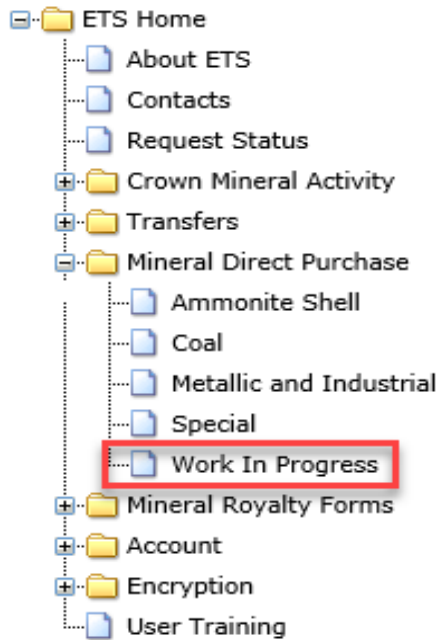 ETS Home
About ETS
Contacts
Request Status
Crown Mineral Activity
Transfers
Mineral Direct Purchase
Ammonite Shell
Coal
Metallic and Industrial
Special
Work In Progress
Mineral Royalty Forms
Account
Encryption
User Training